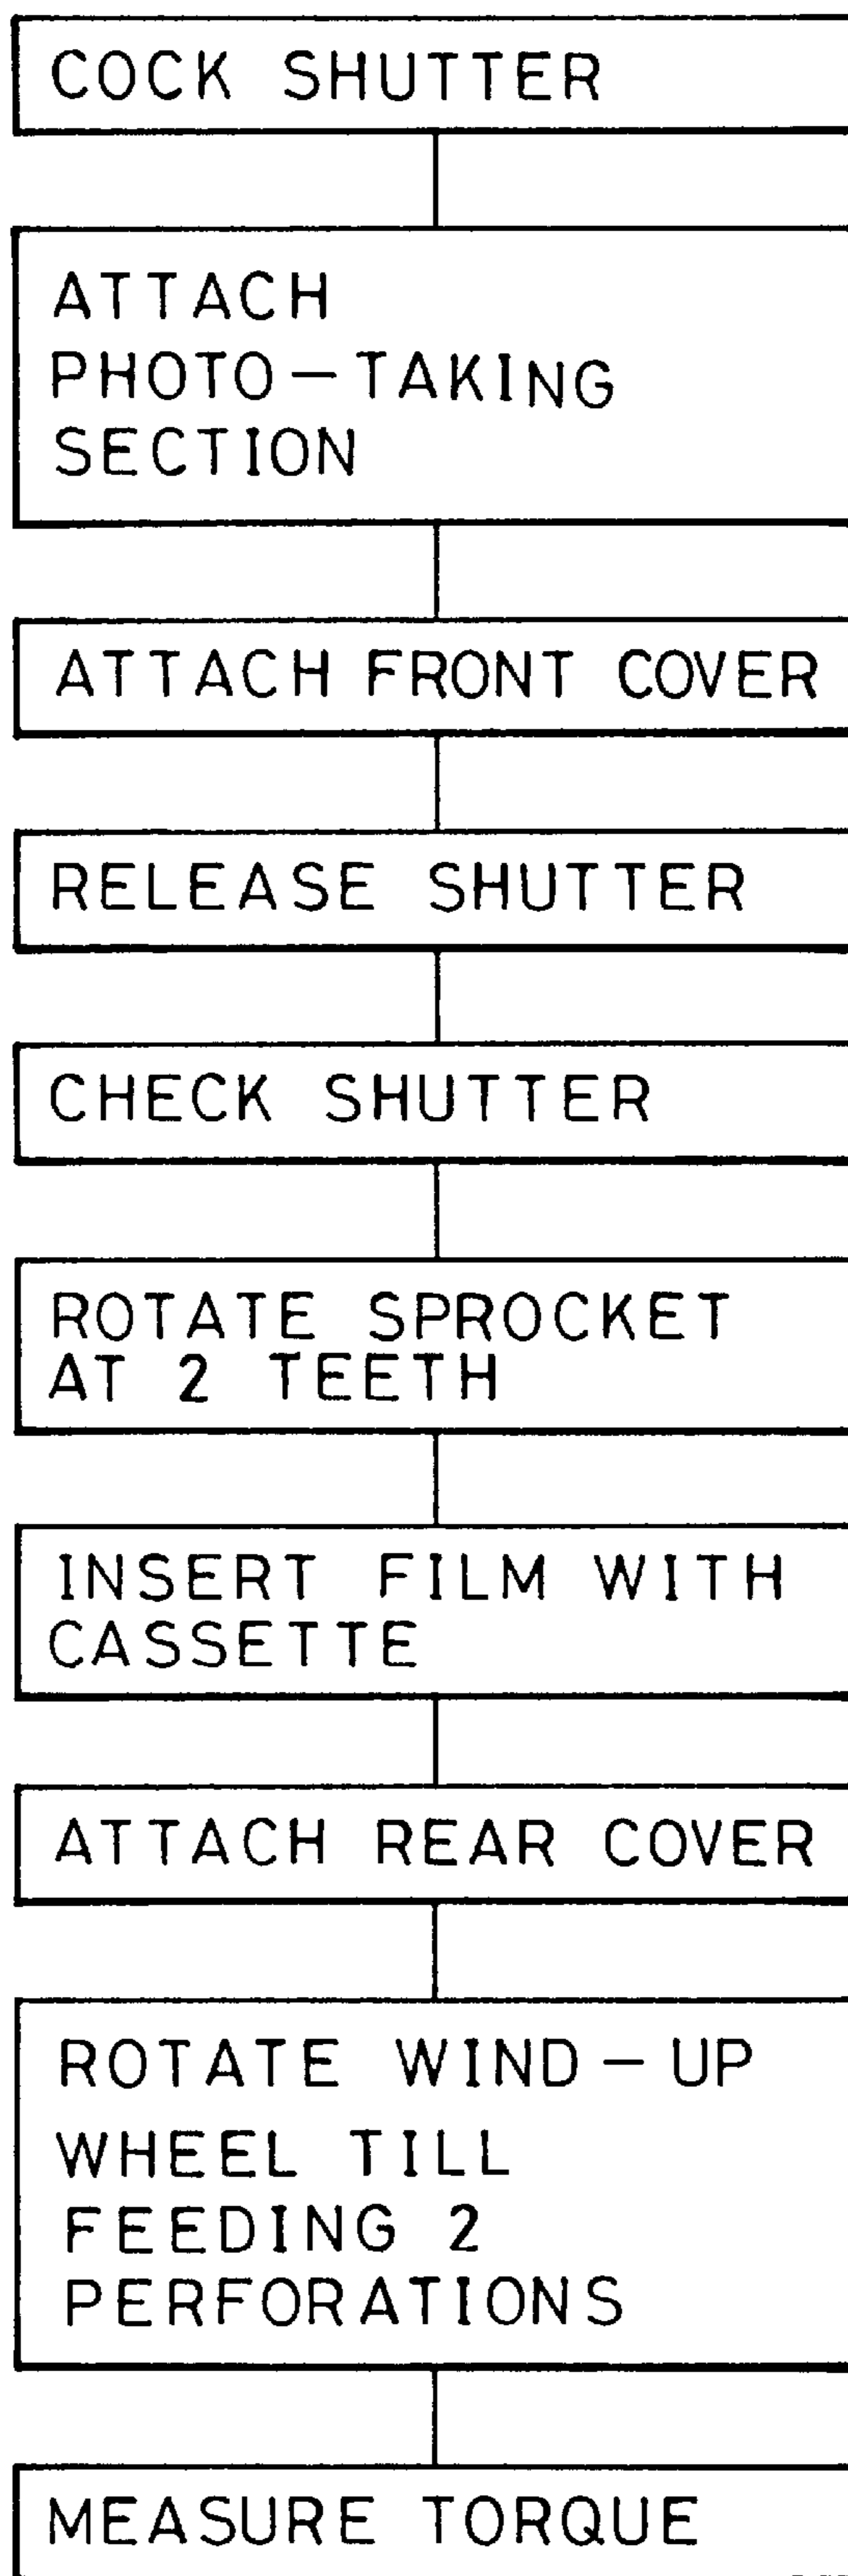 COCK SHUTTER
ATTACH
PHOTO-TAKING
SECTION
ATTACH FRONT COVER
RELEASE SHUTTER
CHECK SHUTTER
ROTATE SPROCKET
AT 2 TEETH
INSERT FILM WITH
CASSETTE
ATTACH REAR COVER
ROTATE WIND-UP
WHEEL TILL
FEEDING 2
PERFORATIONS
MEASURE TORQUE